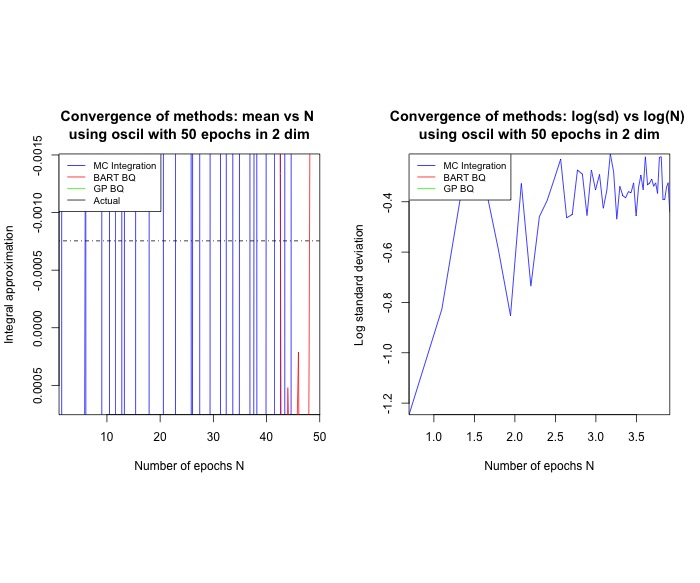 Convergence of methods: mean vs N
using oscil with 50 epochs in 2 dim
MC Integration
BART BQ
GP BQ
Actual
Integral approximation
-0.0015
-0.0010
-0.0005
0.0000
0.0005
10 20 30 40 50
Number of epochs N
Convergence of methods: log(sd) vs log(N)
using oscil with 50 epochs in 2 dim
MC Integration
BART BQ
GP BQ
Log standard deviation
-0.4
-0.6
-0.8
-1.0
-1.2
1.0 1.5 2.0 2.5 3.0 3.5
Number of epochs N